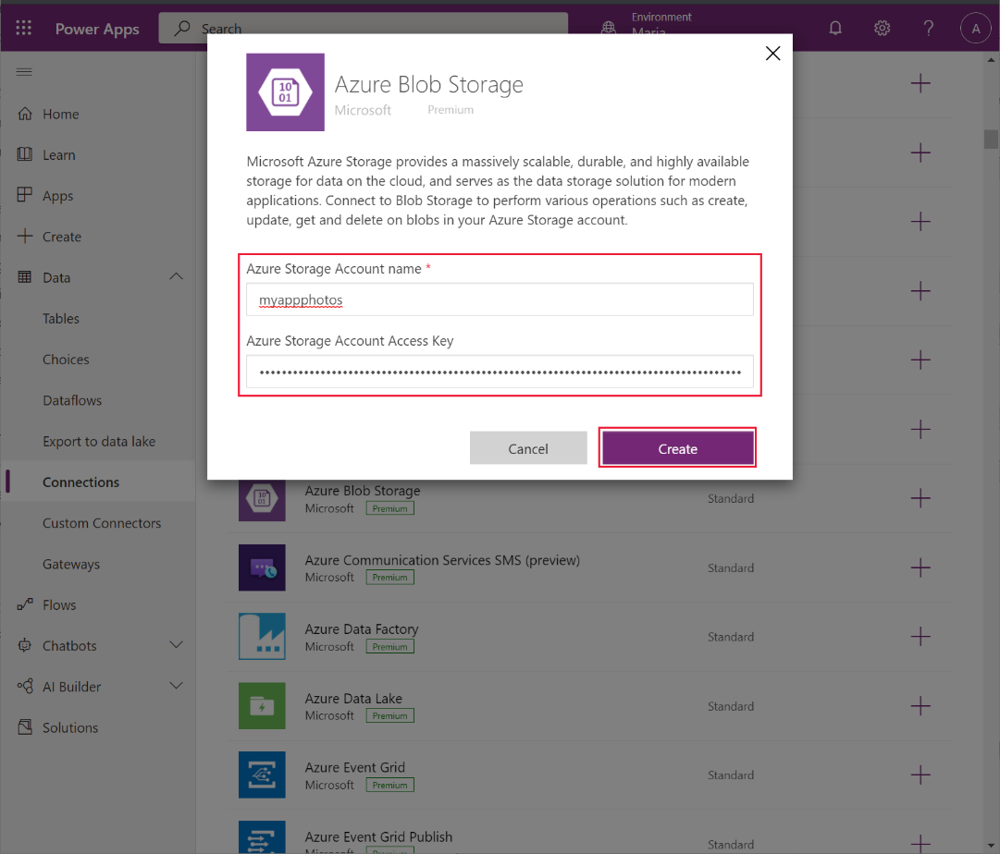 Power Apps
Search
Environment
Maria
A
Home
Learn
Apps
Create
Data
Tables
Choices
Dataflows
Export to data lake
Connections
Custom Connectors
Gateways
Flows
Chatbots
AI Builder
Solutions
10
01
Azure Blob Storage
Microsoft Premium
Microsoft Azure Storage provides a massively scalable, durable, and highly available
storage for data on the cloud, and serves as the data storage solution for modern
applications. Connect to Blob Storage to perform various operations such as create,
update, get and delete on blobs in your Azure Storage account.
Azure Storage Account name *
myappphotos
Azure Storage Account Access Key
Cancel
Create
10
01
Azure Blob Storage
Microsoft Premium
Standard
Azure Communication Services SMS (preview)
Microsoft Premium
Standard
Azure Data Factory
Microsoft Premium
Standard
Azure Data Lake
Microsoft Premium
Standard
Azure Event Grid
Microsoft Premium
Standard
Azure Event Grid Publish
Microsoft Premium
Standard